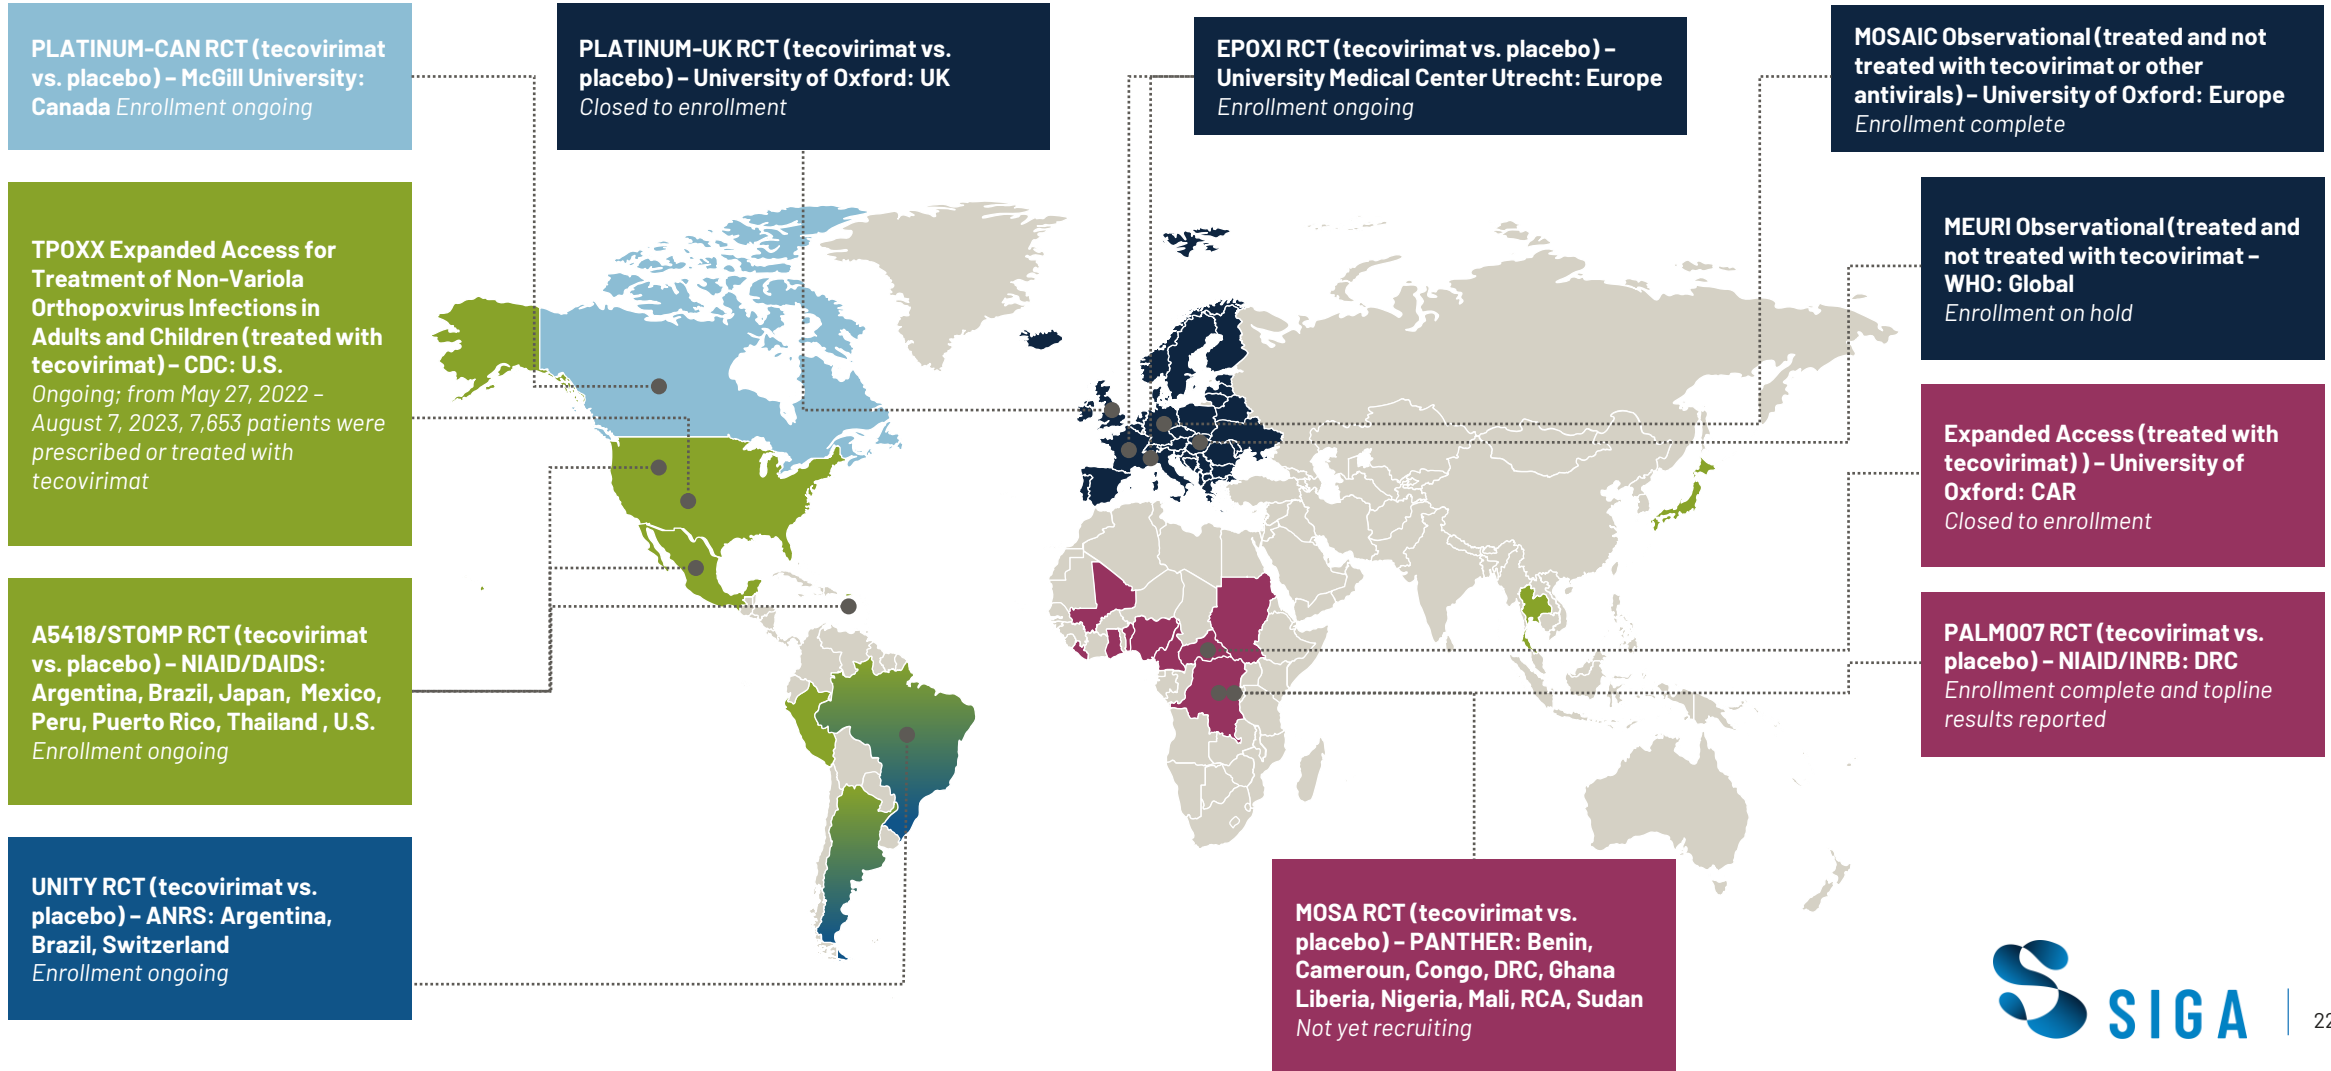 PLATINUM-CAN RCT (tecovirimat
vs. placebo) – McGill University:
Canada Enrollment ongoing
PLATINUM-UK RCT (tecovirimat vs.
placebo) – University of Oxford: UK
Closed to enrollment
EPOXI RCT (tecovirimat vs. placebo) –
University Medical Center Utrecht: Europe
Enrollment ongoing
MOSAIC Observational (treated and not
treated with tecovirimat or other
antivirals) – University of Oxford: Europe
Enrollment complete
TPOXX Expanded Access for
Treatment of Non-Variola
Orthopoxvirus Infections in
Adults and Children (treated with
tecovirimat) – CDC: U.S.
Ongoing; from May 27, 2022 –
August 7, 2023, 7,653 patients were
prescribed or treated with
tecovirimat
MEURI Observational (treated and
not treated with tecovirimat –
WHO: Global
Enrollment on hold
Expanded Access (treated with
tecovirimat) ) – University of
Oxford: CAR
Closed to enrollment
A5418/STOMP RCT (tecovirimat
vs. placebo) – NIAID/DAIDS:
Argentina, Brazil, Japan, Mexico,
Peru, Puerto Rico, Thailand , U.S.
Enrollment ongoing
PALM007 RCT (tecovirimat vs.
placebo) – NIAID/INRB: DRC
Enrollment complete and topline
results reported
UNITY RCT (tecovirimat vs.
placebo) – ANRS: Argentina,
Brazil, Switzerland
Enrollment ongoing
MOSA RCT (tecovirimat vs.
placebo) – PANTHER: Benin,
Cameroun, Congo, DRC, Ghana
Liberia, Nigeria, Mali, RCA, Sudan
Not yet recruiting
SIGA
22